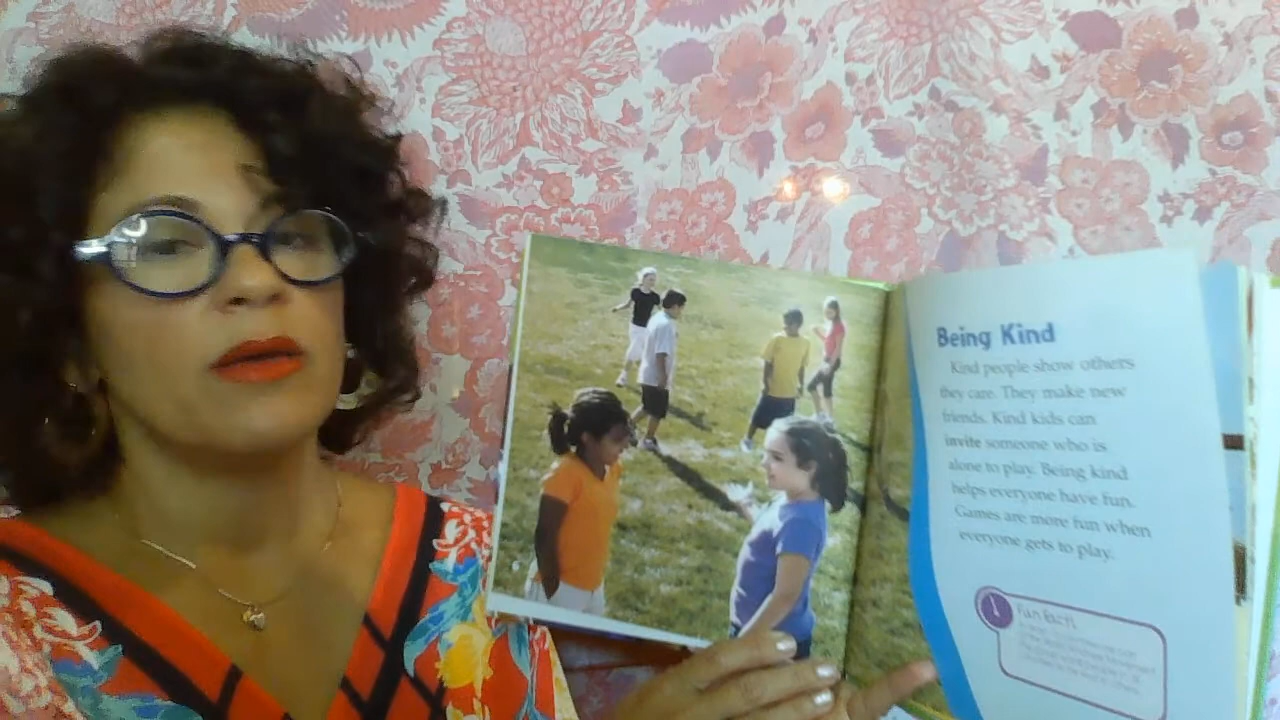 Being Kind
Kind people show others
they care. They make new
friends. Kind kids can
invite someone who is
alone to play. Being kind
helps everyone have fun.
Games are more fun when
everyone gets to play.
Fun Fact: